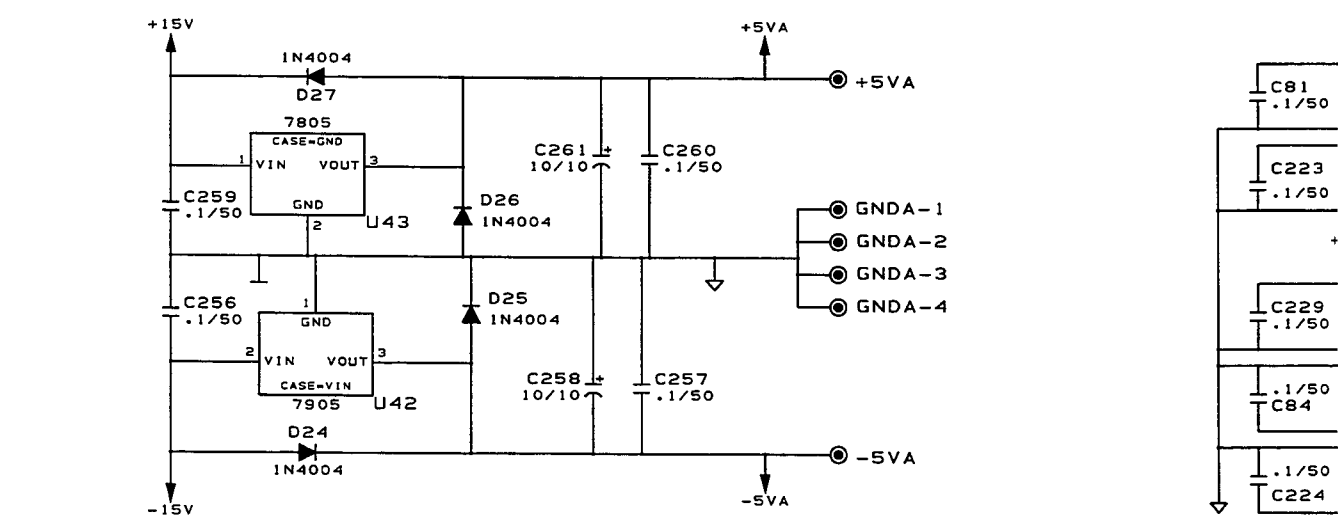 +15V
+5VA
1N4004
D27
+5VA
7805
CASE=GND
1 VIN VOUT 3
GND
2
U43
C259
.1/50
C261 +
10/10
C260
.1/50
D26
1N4004
GNDA-1
GNDA-2
GNDA-3
GNDA-4
C256
.1/50
1
GND
2 VIN VOUT 3
CASE=VIN
7905
U42
D25
1N4004
C258 +
10/10
C257
.1/50
D24
1N4004
-5VA
-15V
-5VA
C81
.1/50
C223
.1/50
+
C229
.1/50
.1/50
C84
.1/50
C224